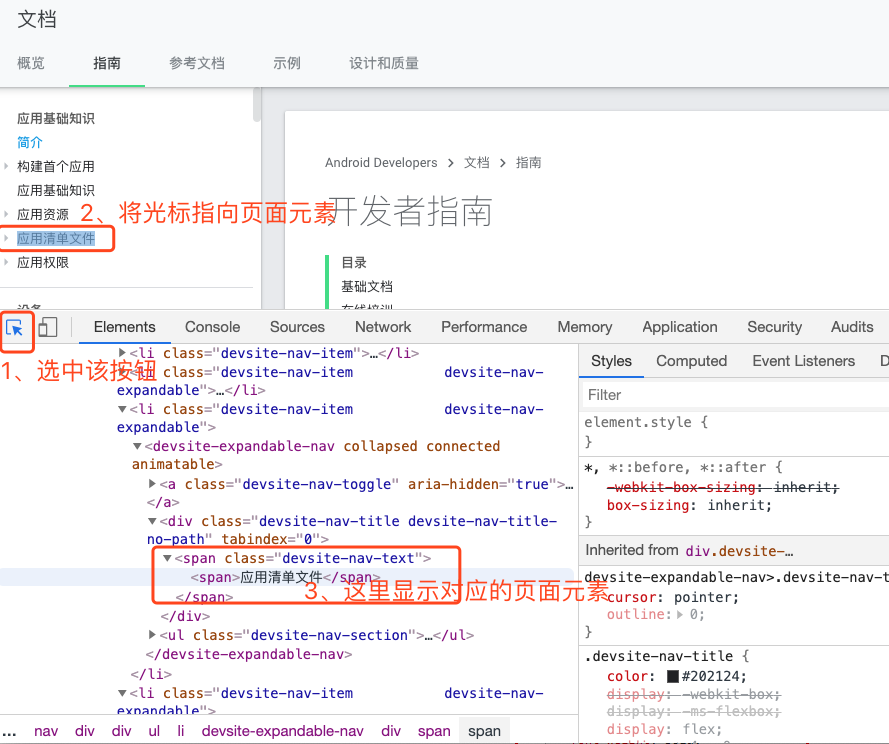 文档
概览 指南 参考文档 示例 设计和质量
应用基础知识
简介
构建首个应用
应用基础知识
应用资源
应用清单文件
应用权限
2、将光标指向页面元素
Android Developers 文档 指南
开发者指南
目录
基础文档
Elements Console Sources Network Performance Memory Application Security Audits
1、选中该按钮
<li class="devsite-nav-item">…</li>
<li class="devsite-nav-item devsite-nav-
expandable">…</li>
<li class="devsite-nav-item devsite-nav-
expandable">
<devsite-expandable-nav collapsed connected
animatable>
<a class="devsite-nav-toggle" aria-hidden="true">…
</a>
<div class="devsite-nav-title devsite-nav-title-
no-path" tabindex="0">
<span class="devsite-nav-text">
<span>应用清单文件</span>
</span>
3、这里显示对应的页面元素
</div>
<ul class="devsite-nav-section">…</ul>
</devsite-expandable-nav>
</li>
<li class="devsite-nav-item devsite-nav-
expandable">
… nav div div ul li devsite-expandable-nav div span span
Styles Computed Event Listeners D
Filter
element.style {
}
*, *::before, *::after {
-webkit-box-sizing: inherit;
box-sizing: inherit;
}
Inherited from div.devsite-…
devsite-expandable-nav>.devsite-nav-t
cursor: pointer;
outline: 0;
}
.devsite-nav-title {
color: #202124;
display: -webkit-box;
display: -ms-flexbox;
display: flex;